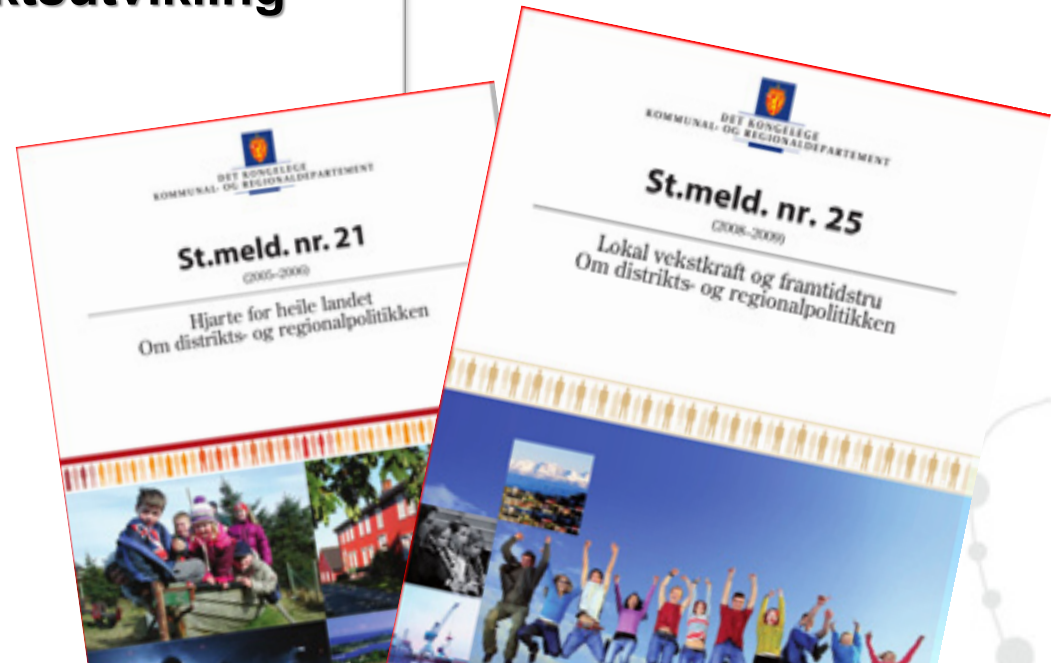 DET KONGELEGE
KOMMUNAL- OG REGIONALDEPARTEMENT
St.meld. nr. 21
(2005–2006)
Hjarte for heile landet
Om distrikts- og regionalpolitikken
DET KONGELEGE
KOMMUNAL- OG REGIONALDEPARTEMENT
St.meld. nr. 25
(2008–2009)
Lokal vekstkraft og framtidstru
Om distrikts- og regionalpolitikken